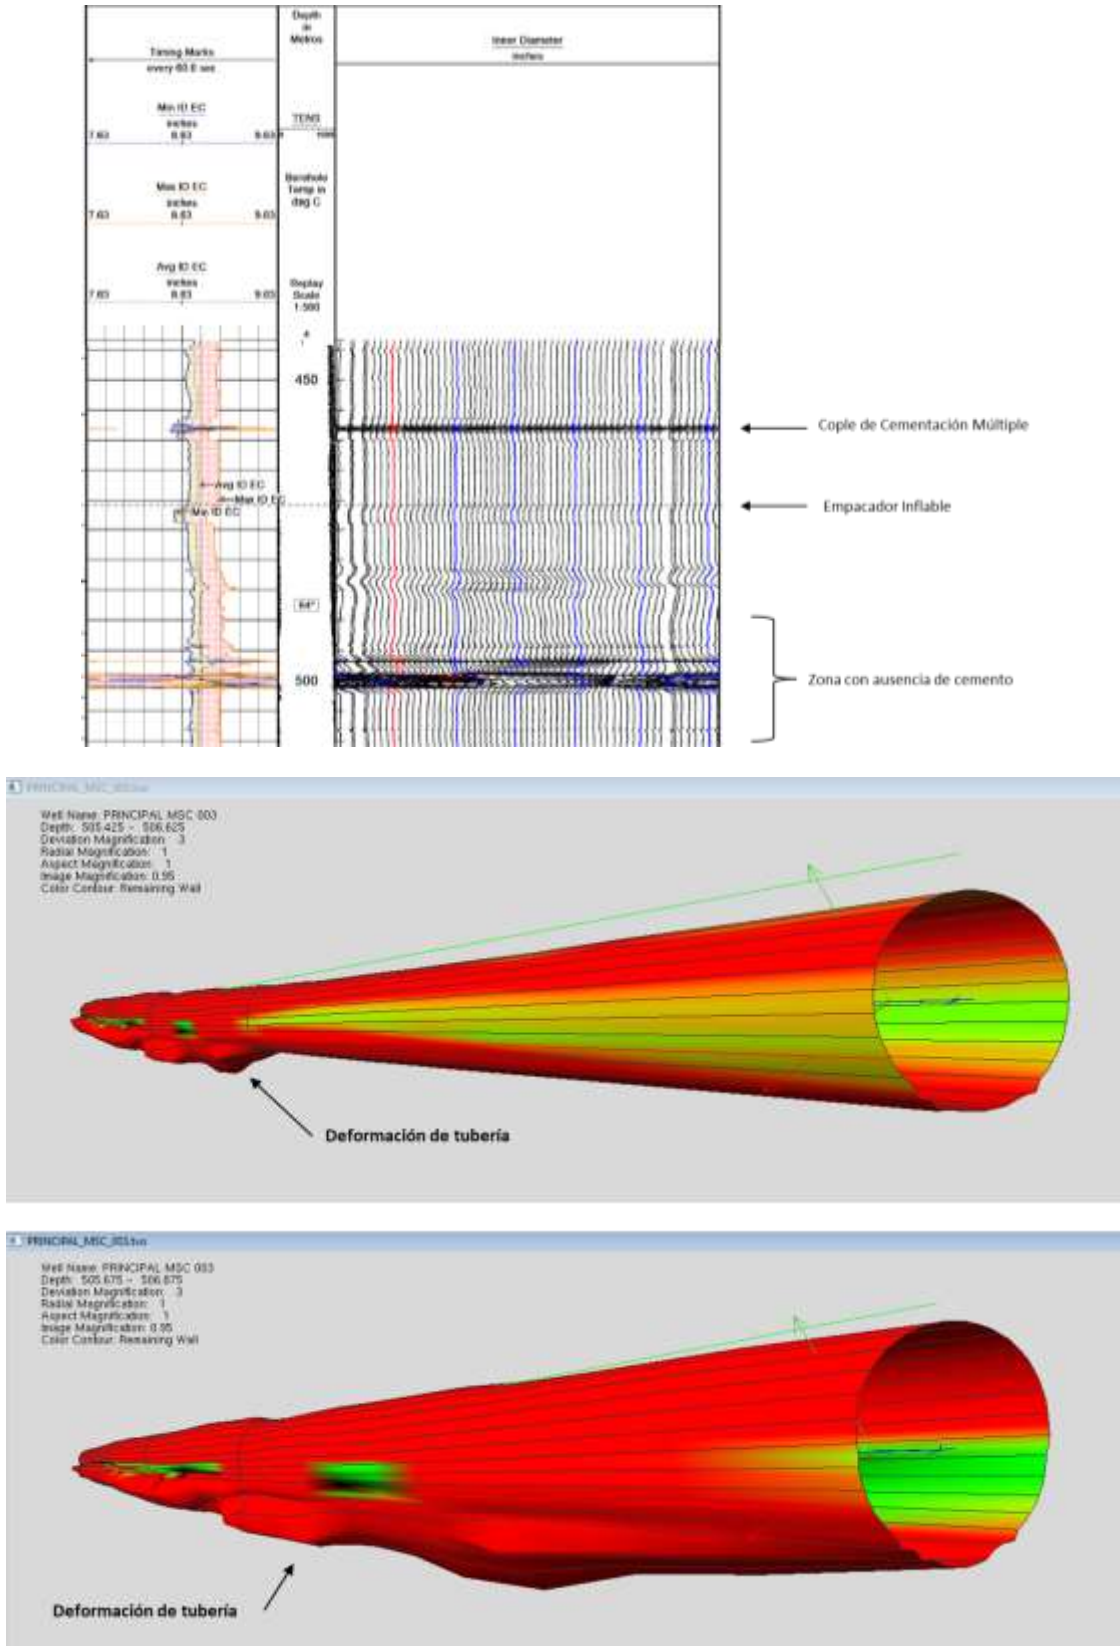 Timing Marks
every 60.0 sec
Depth
in
Metros
Inner Diameter
inches
Min ID EC
inches
7.63 8.63 9.63
TENS
Max ID EC
inches
7.63 8.63 9.63
Borehole
Temp in
deg C
Avg ID EC
inches
7.63 8.63 9.63
Replay
Scale
1:500
450
Cople de Cementación Múltiple
Avg ID EC
Max ID EC
Min ID EC
Empacador Inflable
500
Zona con ausencia de cemento
Well Name: PRINCIPAL MSC 003
Depth: 505.425 - 506.625
Deviation Magnification: 3
Radial Magnification: 1
Aspect Magnification: 1
Image Magnification: 0.95
Color Contour: Remaining Wall
Deformación de tubería
Well Name: PRINCIPAL MSC 003
Depth: 505.675 - 506.875
Deviation Magnification: 3
Radial Magnification: 1
Aspect Magnification: 1
Image Magnification: 0.95
Color Contour: Remaining Wall
Deformación de tubería